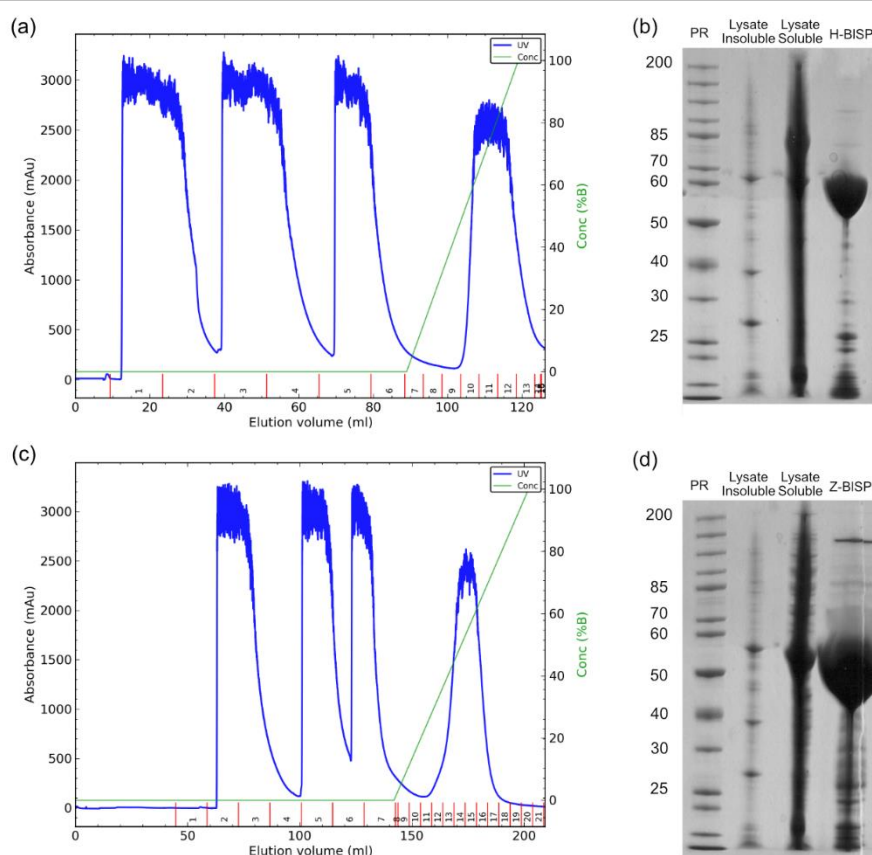 (a)
UV
Conc
Absorbance (mAu)
3000
2500
2000
1500
1000
500
0
Conc (%B)
100
80
60
40
20
0
1 2 3 4 5 6 7 8 9 10 11 12 13
0 20 40 60 80 100 120
Elution volume (ml)
(b)
PR Lysate Insoluble Lysate Soluble H-BISP
200
85
70
60
50
40
30
25
(c)
UV
Conc
Absorbance (mAu)
3000
2500
2000
1500
1000
500
0
Conc (%B)
100
80
60
40
20
0
1 2 3 4 5 6 7 8 9 10 11 12 13 14 15 16 17 18 19 20 21
0 50 100 150 200
Elution volume (ml)
(d)
PR Lysate Insoluble Lysate Soluble Z-BISP
200
85
70
60
50
40
30
25